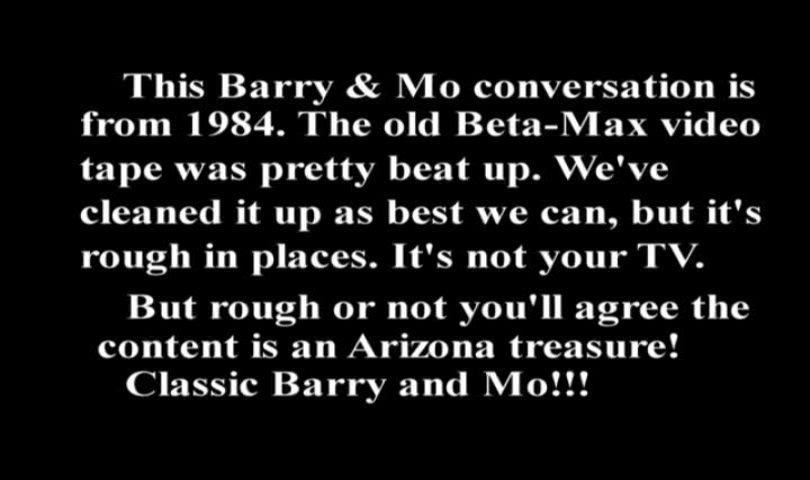 This Barry & Mo conversation is
from 1984. The old Beta-Max video
tape was pretty beat up. We've
cleaned it up as best we can, but it's
rough in places. It's not your TV.
But rough or not you'll agree the
content is an Arizona treasure!
Classic Barry and Mo!!!